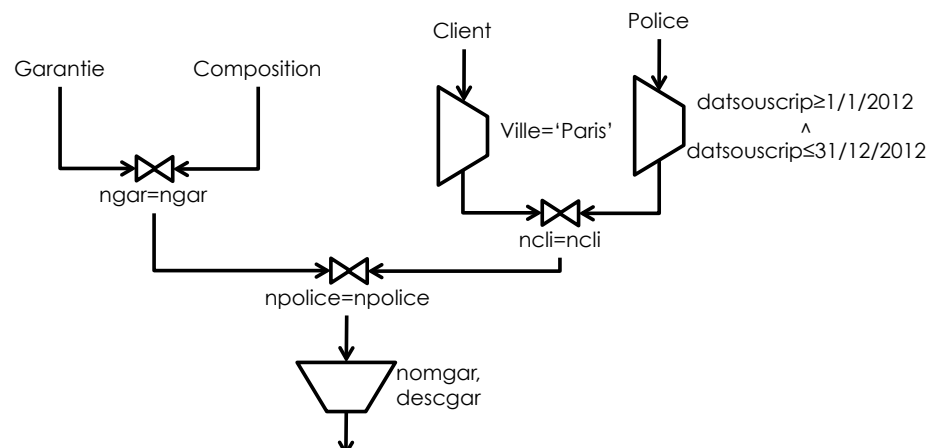 Client
Police
Garantie
Composition
Ville=‘Paris’
datsouscrip≥1/1/2012
^
datsouscrip≤31/12/2012
ngar=ngar
ncli=ncli
npolice=npolice
nomgar,
descgar